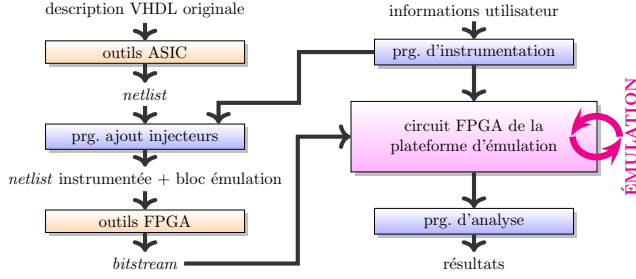 description VHDL originale
outils ASIC
netlist
prg. ajout injecteurs
netlist instrumentée + bloc émulation
outils FPGA
bitstream
informations utilisateur
prg. d'instrumentation
circuit FPGA de la
plateforme d'émulation
ÉMULATION
prg. d'analyse
résultats